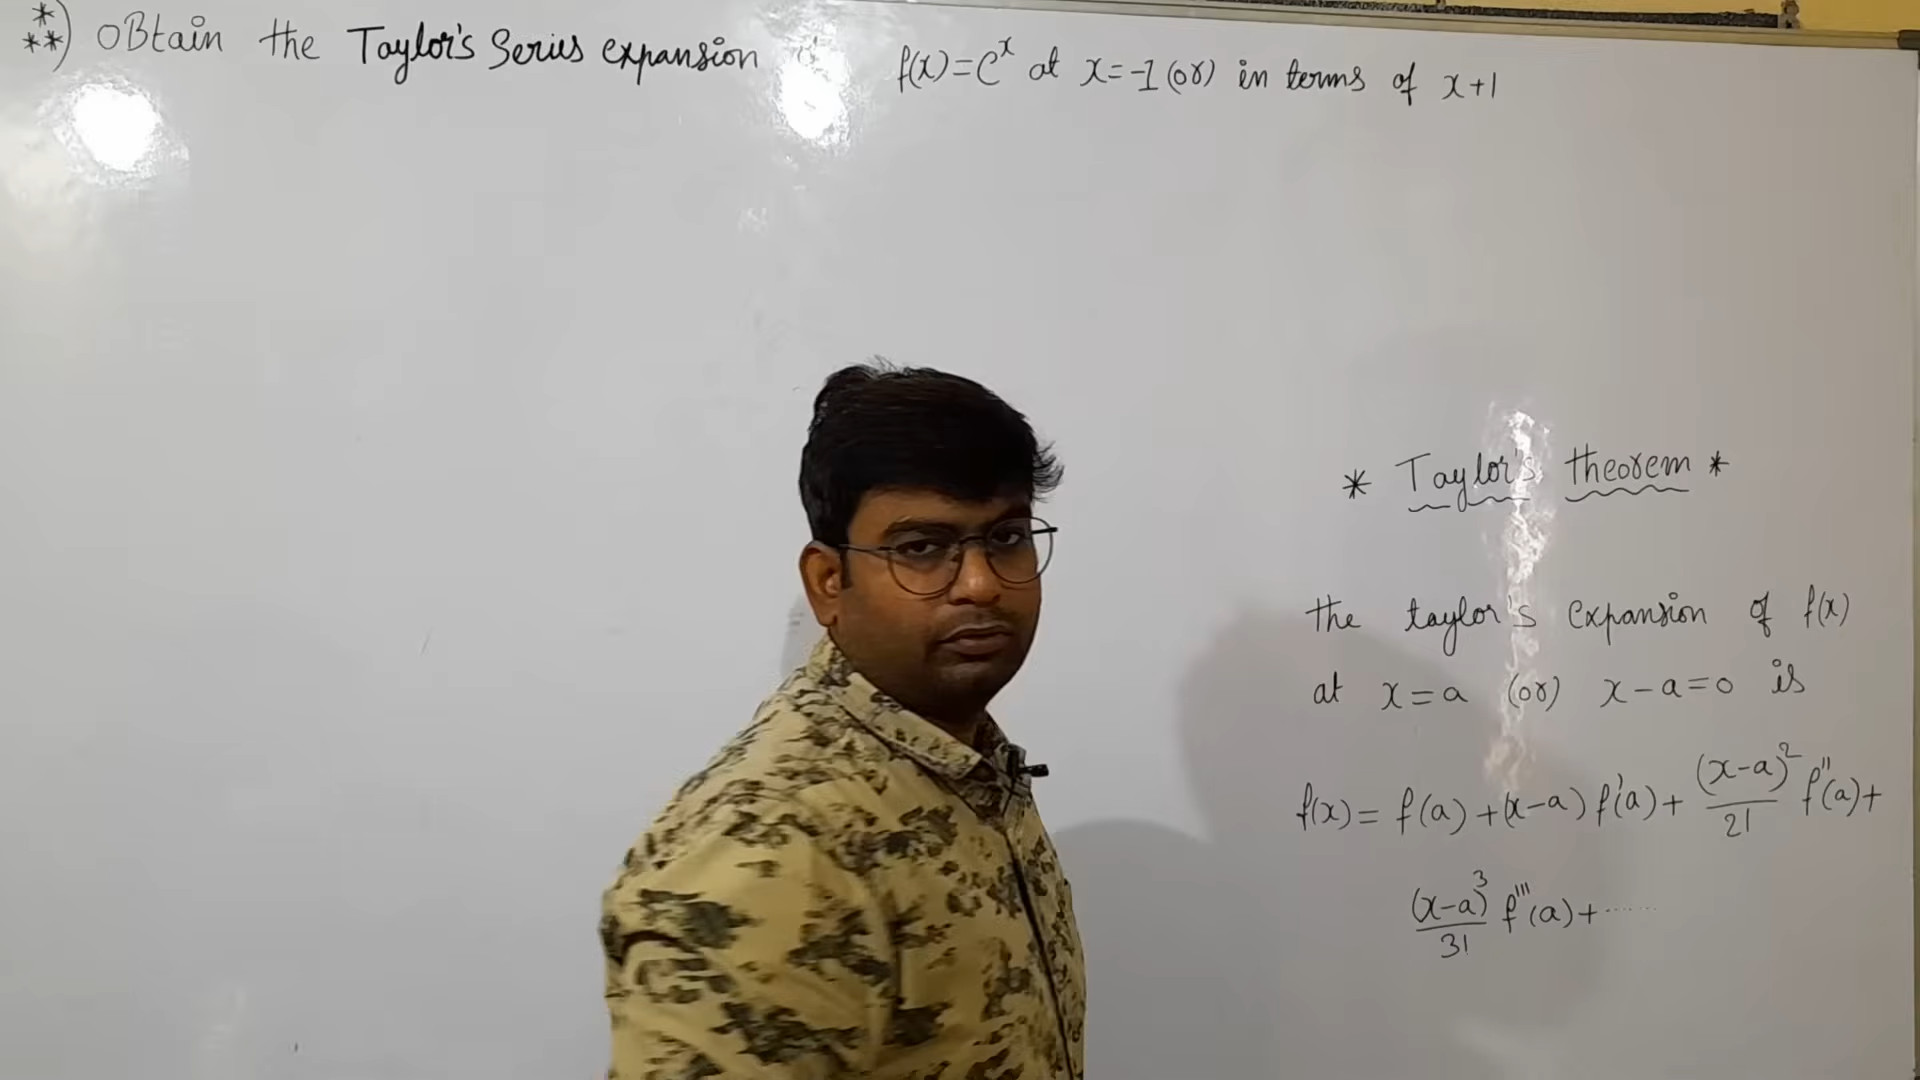 **
*) OBtain the Taylor's Series expansion f(x)=e^x at x=-1 (or) in terms of x+1
* Taylor's theorem *
the taylor's expansion of f(x)
at x=a (or) x-a=0 is
f(x)= f(a) +(x-a) f'(a)+ (x-a)^2/2! f''(a)+
(x-a)^3/3! f'''(a)+ ......